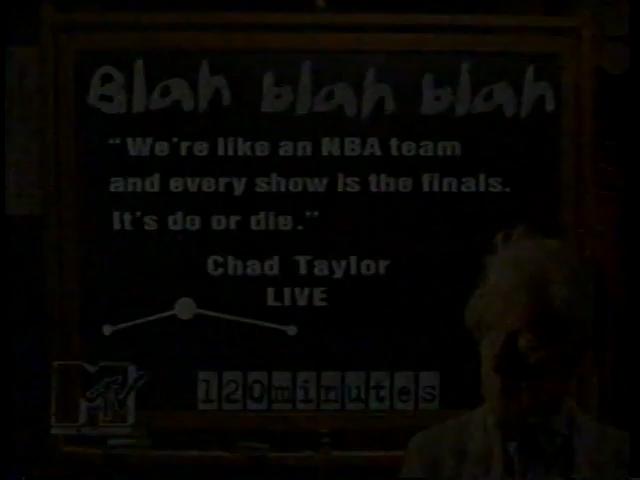 Blah blah blah
“We're like an NBA team
and every show is the finals.
It's do or die.”
Chad Taylor
LIVE
MTV
120minutes